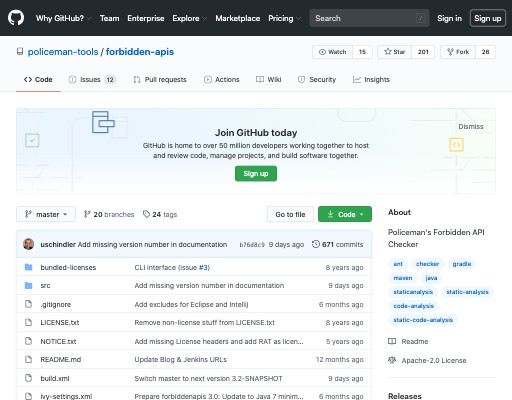 Why GitHub? Team Enterprise Explore Marketplace Pricing Search / Sign in Sign up
policeman-tools / forbidden-apis Watch 15 Star 201 Fork 26
Code Issues 12 Pull requests Actions Wiki Security Insights
Dismiss
Join GitHub today
GitHub is home to over 50 million developers working together to host
and review code, manage projects, and build software together.
Sign up
master 20 branches 24 tags Go to file Code
uschindler Add missing version number in documentation b76d8c9 9 days ago 671 commits
bundled-licenses CLI interface (issue #3) 8 years ago
src Add missing version number in documentation 9 days ago
.gitignore Add excludes for Eclipse and Intellij 6 months ago
LICENSE.txt Remove non-license stuff from LICENSE.txt 8 years ago
NOTICE.txt Add missing License headers and add RAT as licen... 5 years ago
README.md Update Blog & Jenkins URLs 12 months ago
build.xml Switch master to next version 3.2-SNAPSHOT 9 days ago
ivy-settings.xml Prepare forbiddenapis 3.0: Update to Java 7 minim... 6 months ago
About
Policeman's Forbidden API
Checker
ant checker gradle
maven java
staticanalysis static-analysis
code-analysis
static-code-analysis
Readme
Apache-2.0 License
Releases